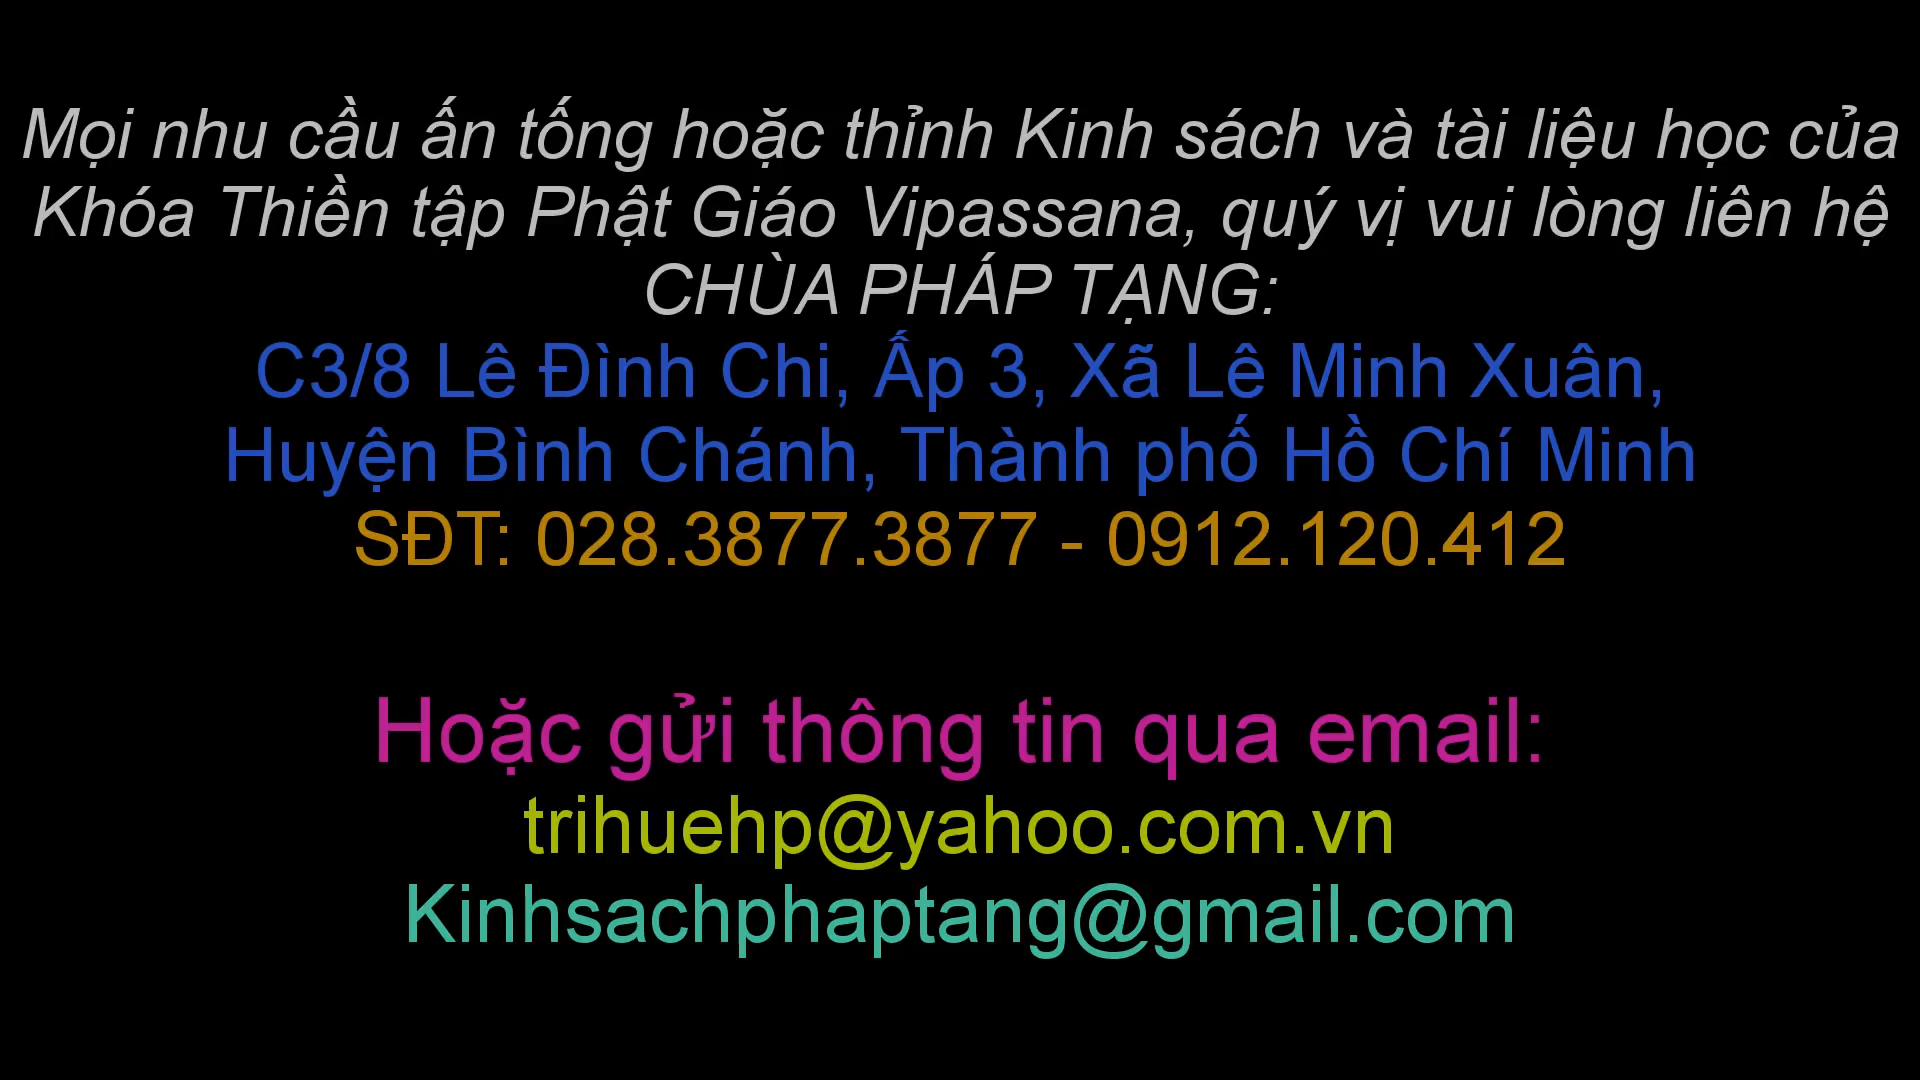 Mọi nhu cầu ấn tống hoặc thỉnh Kinh sách và tài liệu học của
Khóa Thiền tập Phật Giáo Vipassana, quý vị vui lòng liên hệ
CHÙA PHÁP TẠNG:
C3/8 Lê Đình Chi, Ấp 3, Xã Lê Minh Xuân,
Huyện Bình Chánh, Thành phố Hồ Chí Minh
SĐT: 028.3877.3877 - 0912.120.412
Hoặc gửi thông tin qua email:
trihuehp@yahoo.com.vn
Kinhsachphaptang@gmail.com